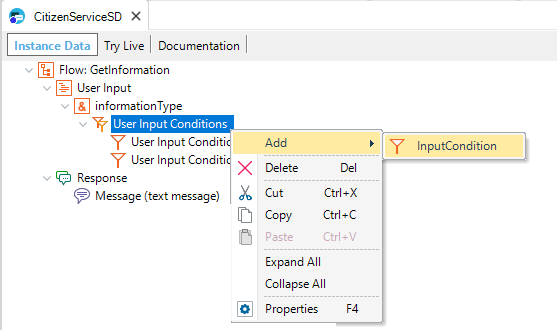 CitizenServiceSD
Instance Data Try Live Documentation
Flow: GetInformation
User Input
& informationType
User Input Conditions
User Input Conditio
User Input Conditio
Response
Message (text message)
Add
InputCondition
Delete Del
Cut Ctrl+X
Copy Ctrl+C
Paste Ctrl+V
Expand All
Collapse All
Properties F4